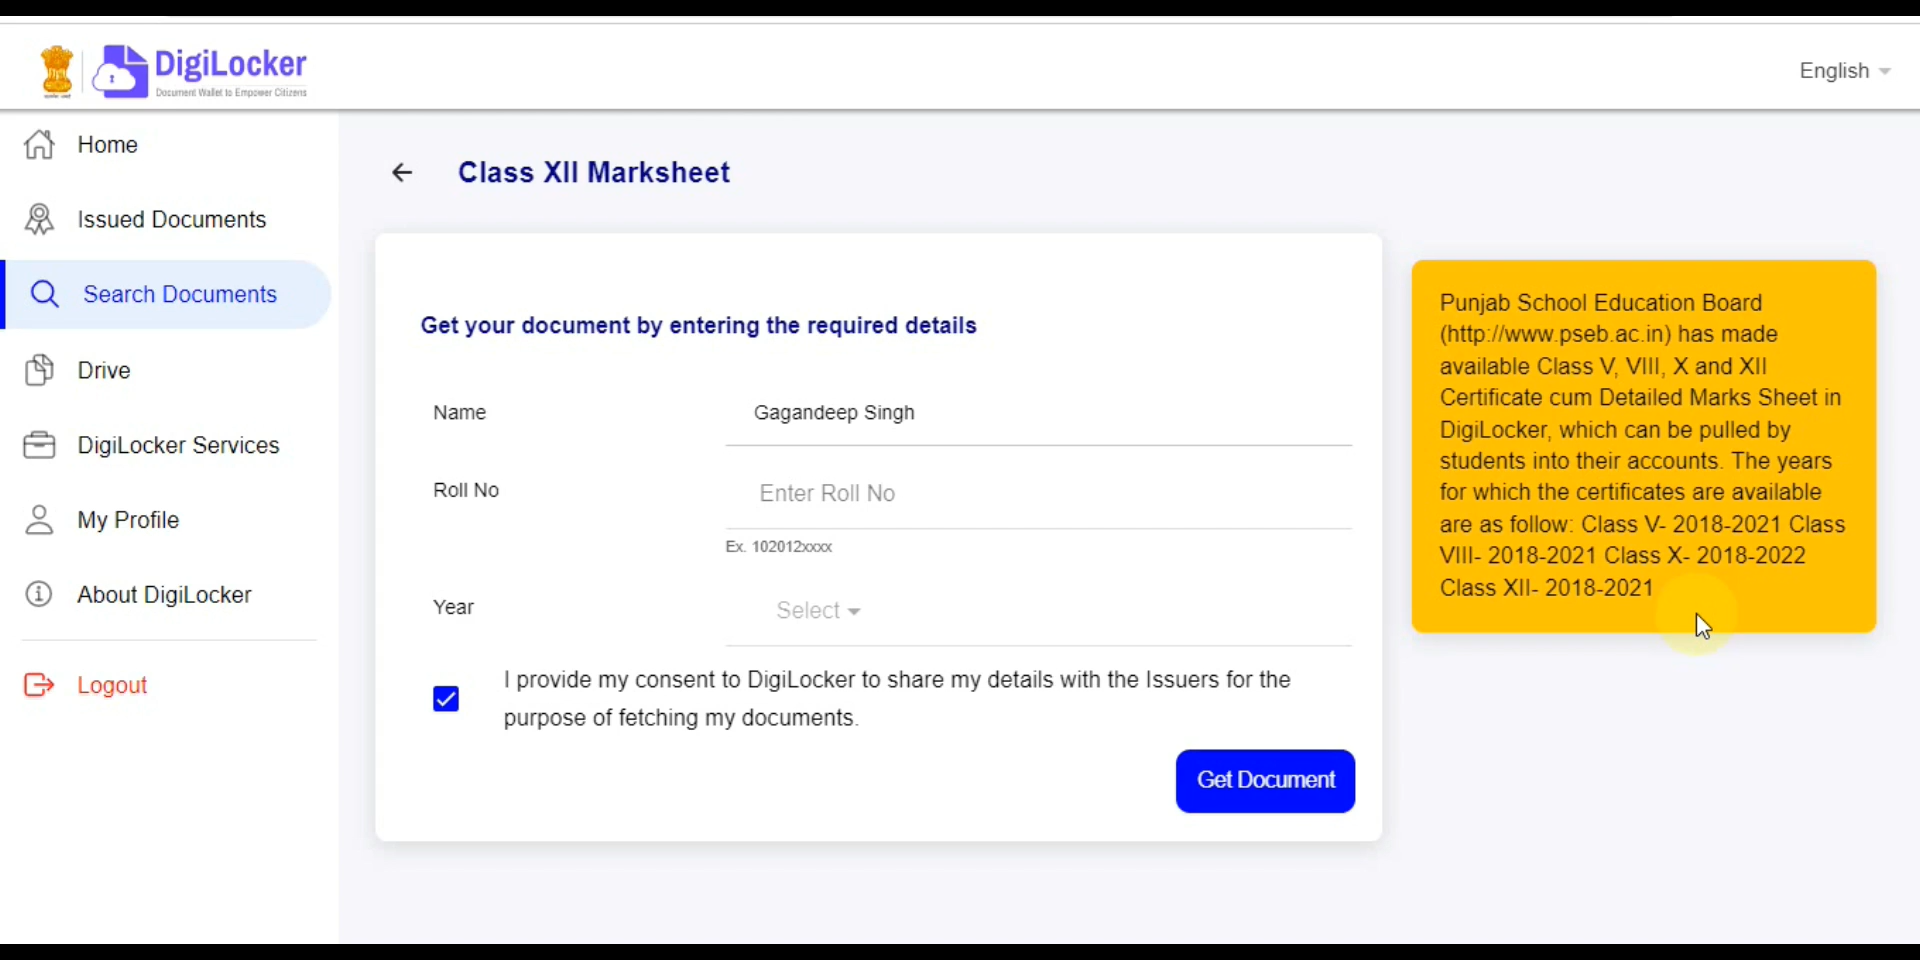 DigiLocker
Document Wallet to Empower Citizens
English
Home
Issued Documents
Search Documents
Drive
DigiLocker Services
My Profile
About DigiLocker
Logout
Class XII Marksheet
Get your document by entering the required details
Name
Gagandeep Singh
Roll No
Enter Roll No
Ex. 102012xxxx
Year
Select
I provide my consent to DigiLocker to share my details with the Issuers for the
purpose of fetching my documents.
Get Document
Punjab School Education Board
(http://www.pseb.ac.in) has made
available Class V, VIII, X and XII
Certificate cum Detailed Marks Sheet in
DigiLocker, which can be pulled by
students into their accounts. The years
for which the certificates are available
are as follow: Class V- 2018-2021 Class
VIII- 2018-2021 Class X- 2018-2022
Class XII- 2018-2021